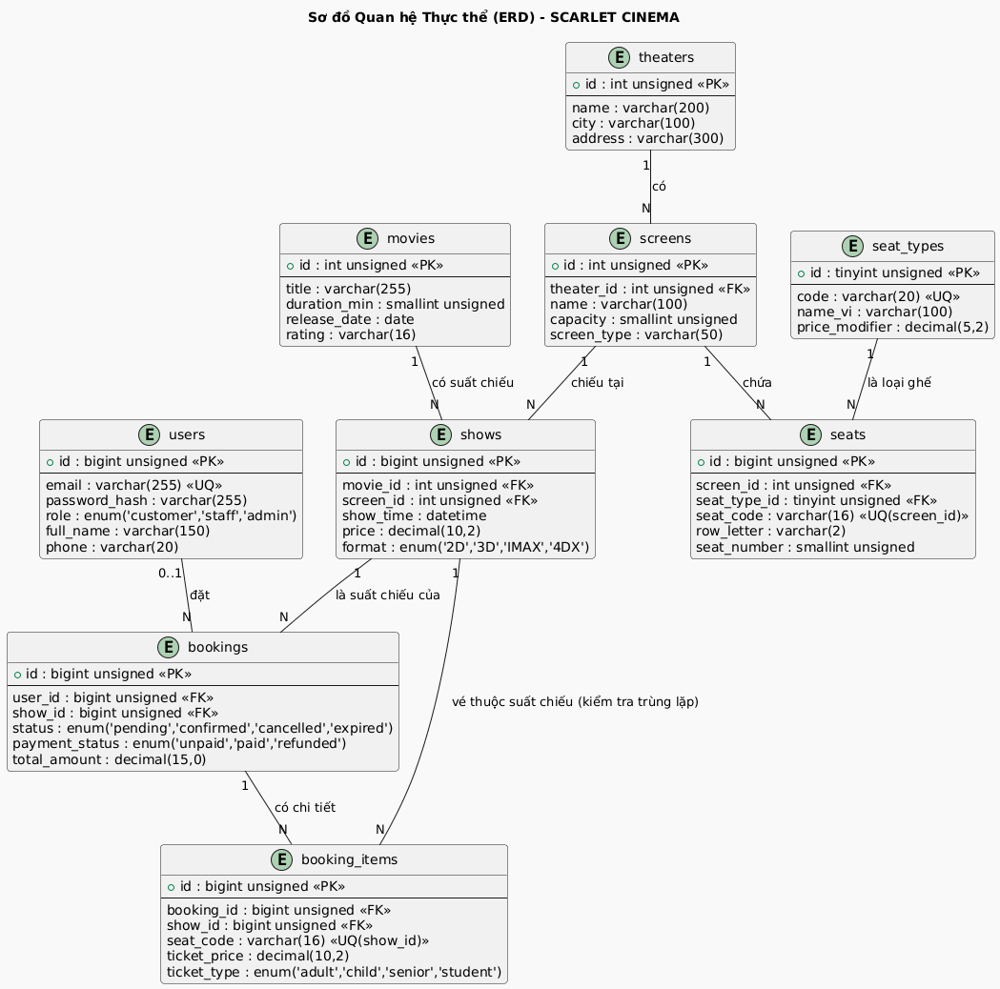 Sơ đồ Quan hệ Thực thể (ERD) - SCARLET CINEMA
E theaters
id : int unsigned «PK»
name : varchar(200)
city : varchar(100)
address : varchar(300)
1
có
N
E movies
id : int unsigned «PK»
title : varchar(255)
duration_min : smallint unsigned
release_date : date
rating : varchar(16)
E screens
id : int unsigned «PK»
theater_id : int unsigned «FK»
name : varchar(100)
capacity : smallint unsigned
screen_type : varchar(50)
E seat_types
id : tinyint unsigned «PK»
code : varchar(20) «UQ»
name_vi : varchar(100)
price_modifier : decimal(5,2)
1
có suất chiếu
N
1
chiếu tại
N
1
chứa
N
1
là loại ghế
N
E users
id : bigint unsigned «PK»
email : varchar(255) «UQ»
password_hash : varchar(255)
role : enum('customer','staff','admin')
full_name : varchar(150)
phone : varchar(20)
E shows
id : bigint unsigned «PK»
movie_id : int unsigned «FK»
screen_id : int unsigned «FK»
show_time : datetime
price : decimal(10,2)
format : enum('2D','3D','IMAX','4DX')
E seats
id : bigint unsigned «PK»
screen_id : int unsigned «FK»
seat_type_id : tinyint unsigned «FK»
seat_code : varchar(16) «UQ(screen_id)»
row_letter : varchar(2)
seat_number : smallint unsigned
0..1
đặt
N
1
là suất chiếu của
N
1
vé thuộc suất chiếu (kiểm tra trùng lặp)
N
E bookings
id : bigint unsigned «PK»
user_id : bigint unsigned «FK»
show_id : bigint unsigned «FK»
status : enum('pending','confirmed','cancelled','expired')
payment_status : enum('unpaid','paid','refunded')
total_amount : decimal(15,0)
1
có chi tiết
N
E booking_items
id : bigint unsigned «PK»
booking_id : bigint unsigned «FK»
show_id : bigint unsigned «FK»
seat_code : varchar(16) «UQ(show_id)»
ticket_price : decimal(10,2)
ticket_type : enum('adult','child','senior','student')